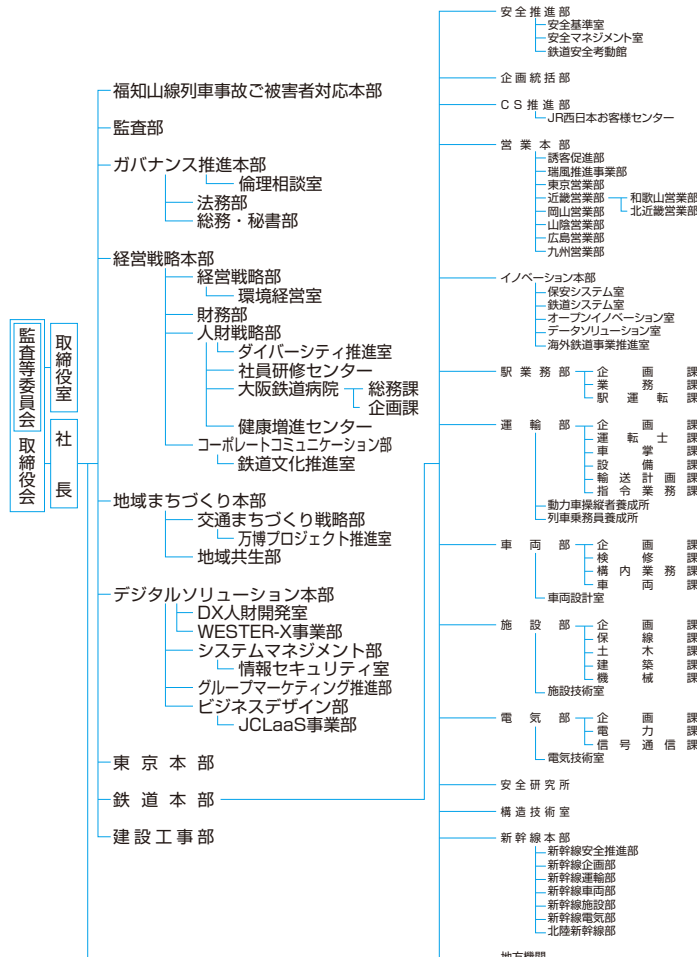 監査等委員会
取締役会
取締役室
社長
福知山線列車事故ご被害者対応本部
監査部
ガバナンス推進本部
倫理相談室
法務部
総務・秘書部
経営戦略本部
経営戦略部
環境経営室
財務部
人財戦略部
ダイバーシティ推進室
社員研修センター
大阪鉄道病院
総務課
企画課
健康増進センター
コーポレートコミュニケーション部
鉄道文化推進室
地域まちづくり本部
交通まちづくり戦略部
万博プロジェクト推進室
地域共生部
デジタルソリューション本部
DX人財開発室
WESTER-X事業部
システムマネジメント部
情報セキュリティ室
グループマーケティング推進部
ビジネスデザイン部
JCLaaS事業部
東京本部
鉄道本部
建設工事部
安全推進部
安全基準室
安全マネジメント室
鉄道安全考動館
企画統括部
CS推進部
JR西日本お客様センター
営業本部
誘客促進部
瑞風推進事業部
東京営業部
近畿営業部
和歌山営業部
北近畿営業部
岡山営業部
山陰営業部
広島営業部
九州営業部
イノベーション本部
保安システム室
鉄道システム室
オープンイノベーション室
データソリューション室
海外鉄道事業推進室
駅業務部
企画課
業務課
駅運転課
運輸部
企画課
運転士課
車掌課
設備課
輸送計画課
指令業務課
動力車操縦者養成所
列車乗務員養成所
車両部
企画課
検修課
構内業務課
車両課
車両設計室
施設部
企画課
保線課
土木課
建築課
機械課
施設技術室
電気部
企画課
電力課
信号通信課
電気技術室
安全研究所
構造技術室
新幹線本部
新幹線安全推進部
新幹線企画部
新幹線運輸部
新幹線車両部
新幹線施設部
新幹線電気部
北陸新幹線部
地方機関